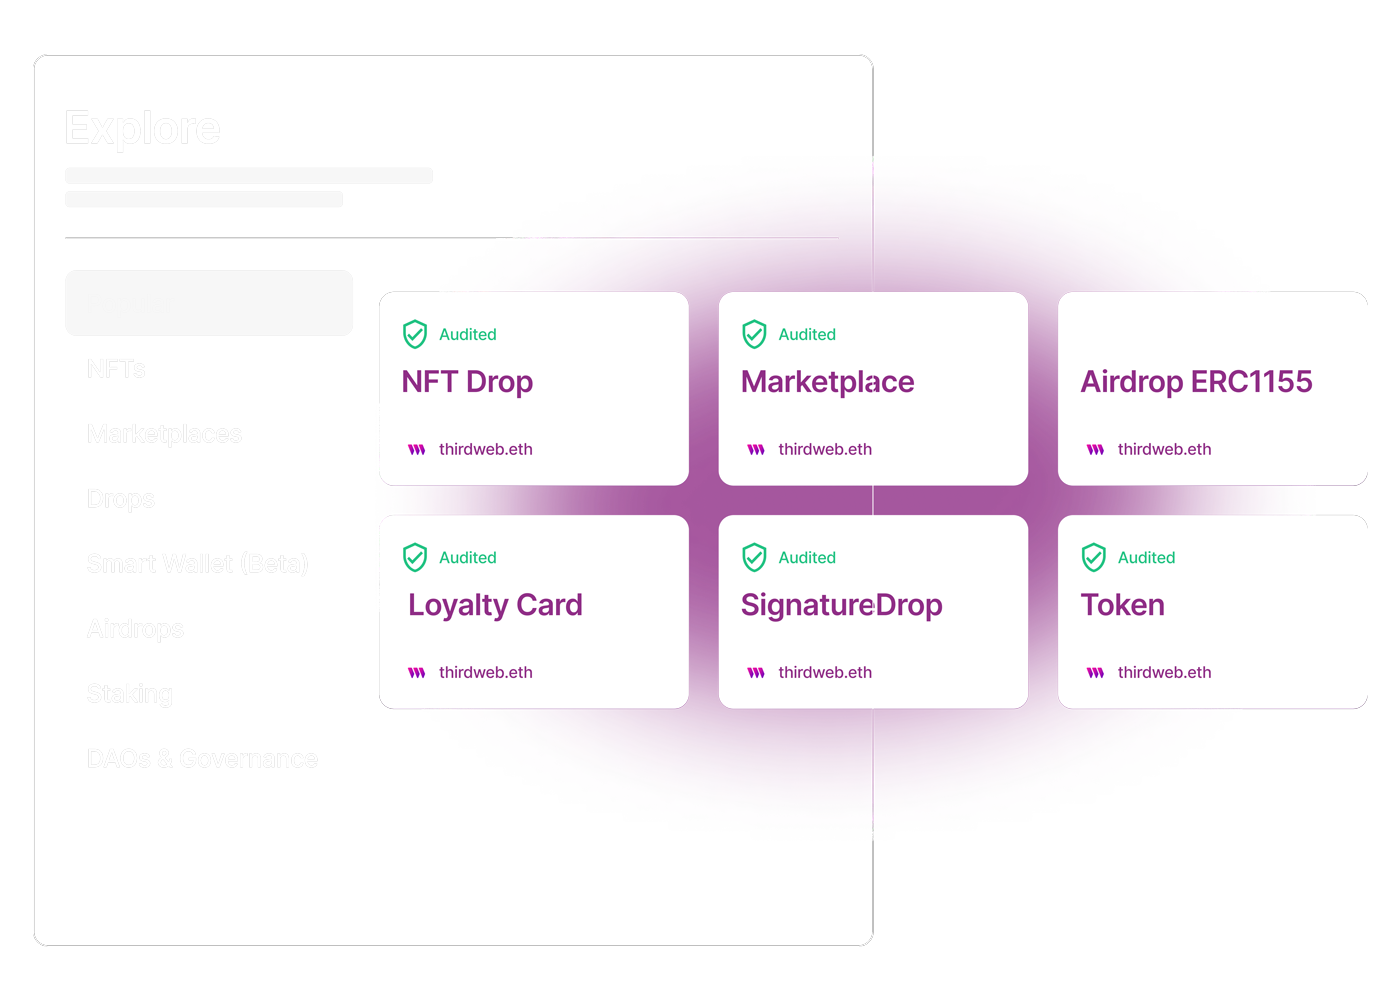 Explore
NFTs
Marketplaces
Drops
Smart Wallet (Beta)
Airdrops
Staking
DAOs & Governance
Audited
NFT Drop
thirdweb.eth
Audited
Marketplace
thirdweb.eth
Airdrop ERC1155
thirdweb.eth
Audited
Loyalty Card
thirdweb.eth
Audited
SignatureDrop
thirdweb.eth
Audited
Token
thirdweb.eth